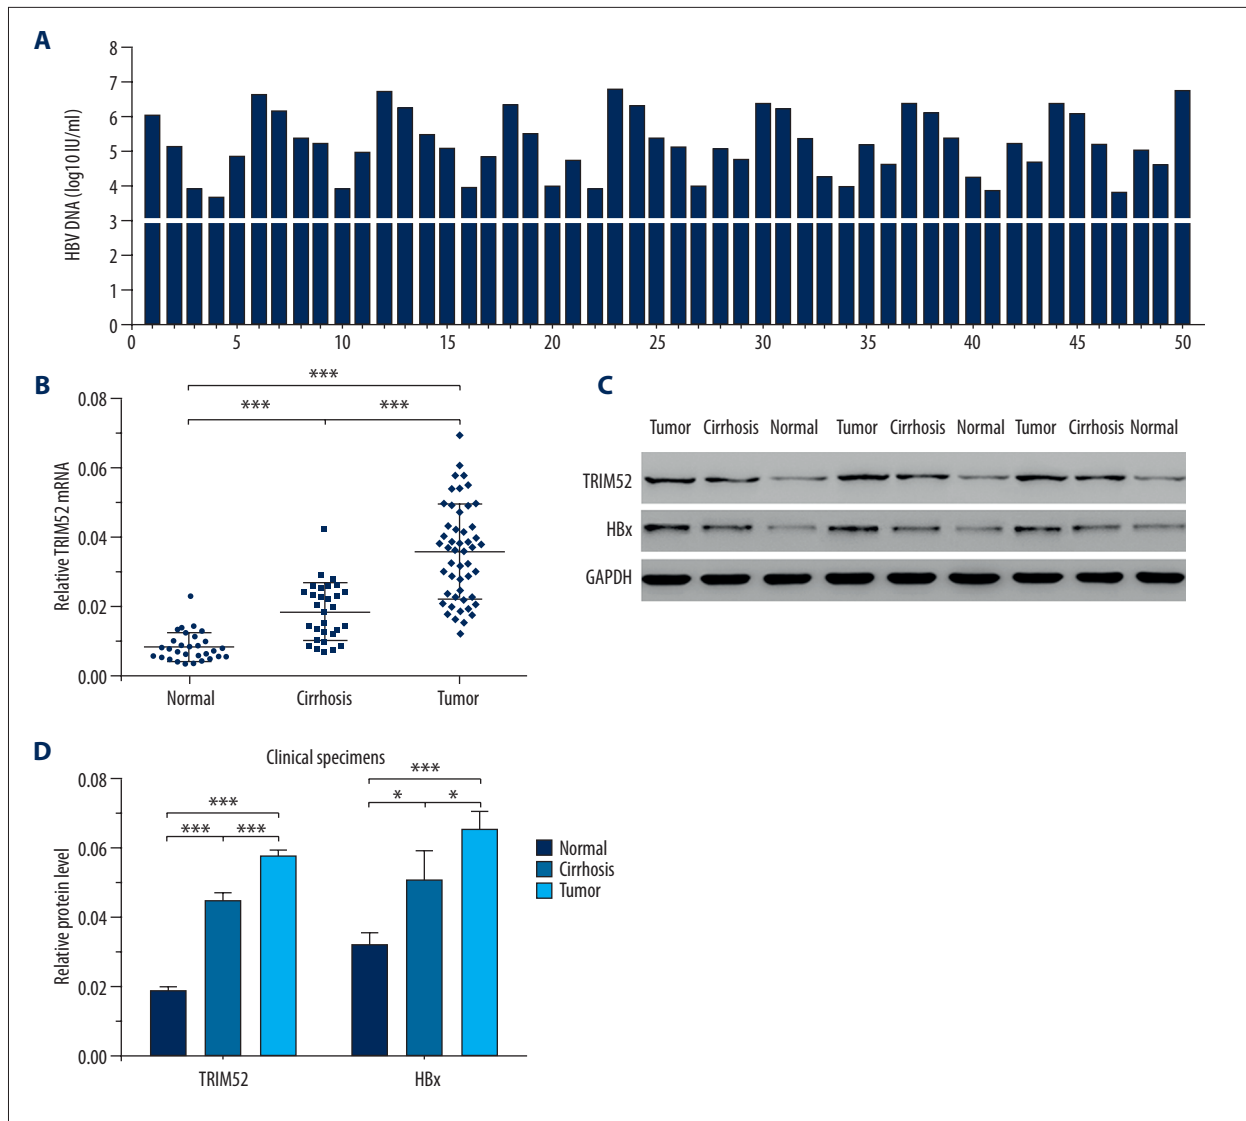 A
HBV DNA (log10 IU/ml)
8
7
6
5
4
3
2
1
0
0 5 10 15 20 25 30 35 40 45 50
B
*** 
*** ***
Relative TRIM52 mRNA
0.08
0.06
0.04
0.02
0.00
Normal Cirrhosis Tumor
C
Tumor Cirrhosis Normal Tumor Cirrhosis Normal Tumor Cirrhosis Normal
TRIM52
HBx
GAPDH
D
Clinical specimens
Relative protein level
0.08
0.06
0.04
0.02
0.00
***
*** ***
***
* *
TRIM52 HBx
Normal
Cirrhosis
Tumor